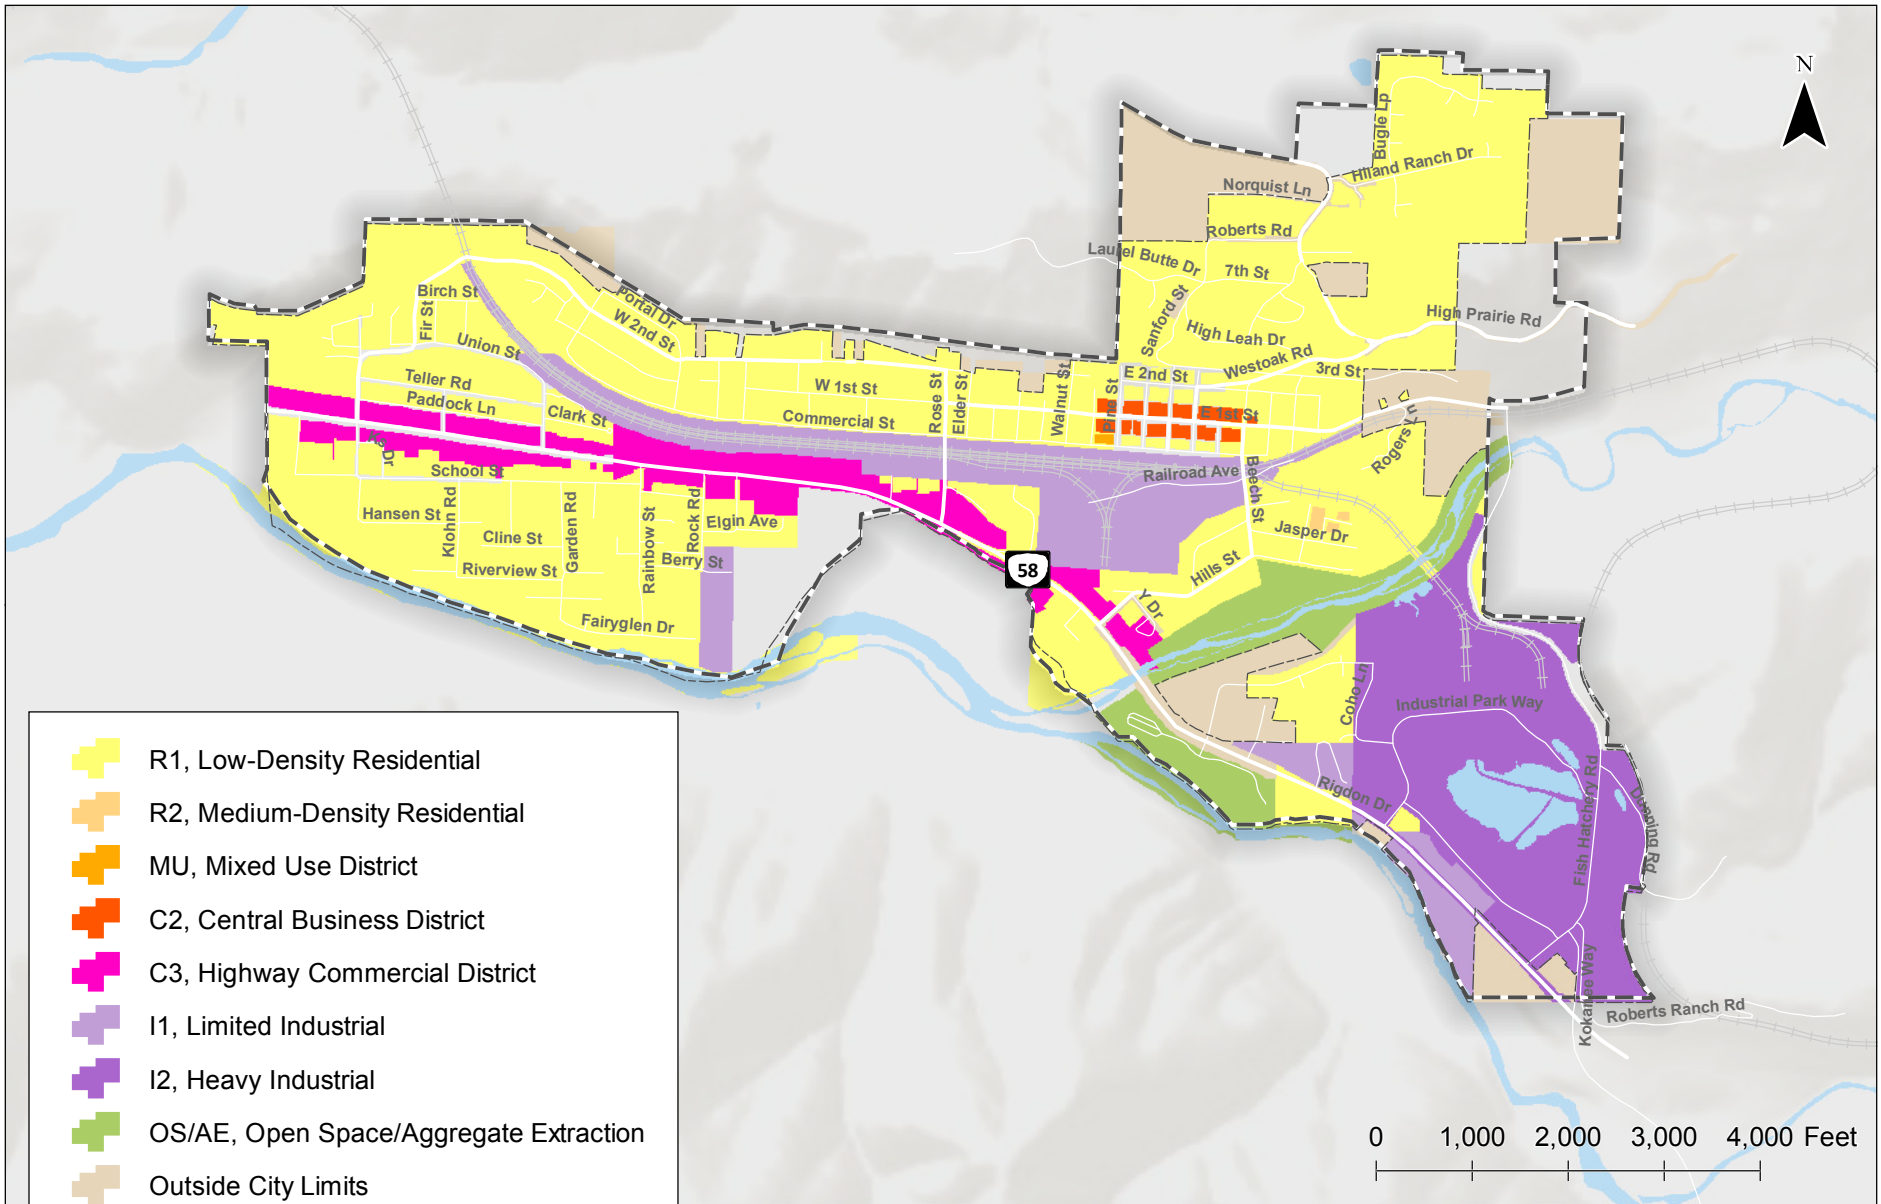 N
Bugle Lp
Hiland Ranch Dr
Norquist Ln
Roberts Rd
Laurel Butte Dr
7th St
Sanford St
High Leah Dr
High Prairie Rd
Westoak Rd
3rd St
E 2nd St
E 1st St
Pine St
Walnut St
Elder St
Rose St
W 1st St
Commercial St
Portal Dr
W 2nd St
Birch St
Fir St
Union St
Teller Rd
Paddock Ln
Clark St
School St
Hansen St
Klohn Rd
Cline St
Riverview St
Garden Rd
Rainbow St
Rock Rd
Elgin Ave
Berry St
Fairyglen Dr
Railroad Ave
Beech St
Rogers Ln
Jasper Dr
Hills St
Y Dr
58
Coho Ln
Industrial Park Way
Rigdon Dr
Fish Hatchery Rd
Dunning Rd
Kokanee Way
Roberts Ranch Rd
R1, Low-Density Residential
R2, Medium-Density Residential
MU, Mixed Use District
C2, Central Business District
C3, Highway Commercial District
I1, Limited Industrial
I2, Heavy Industrial
OS/AE, Open Space/Aggregate Extraction
Outside City Limits
0 1,000 2,000 3,000 4,000 Feet